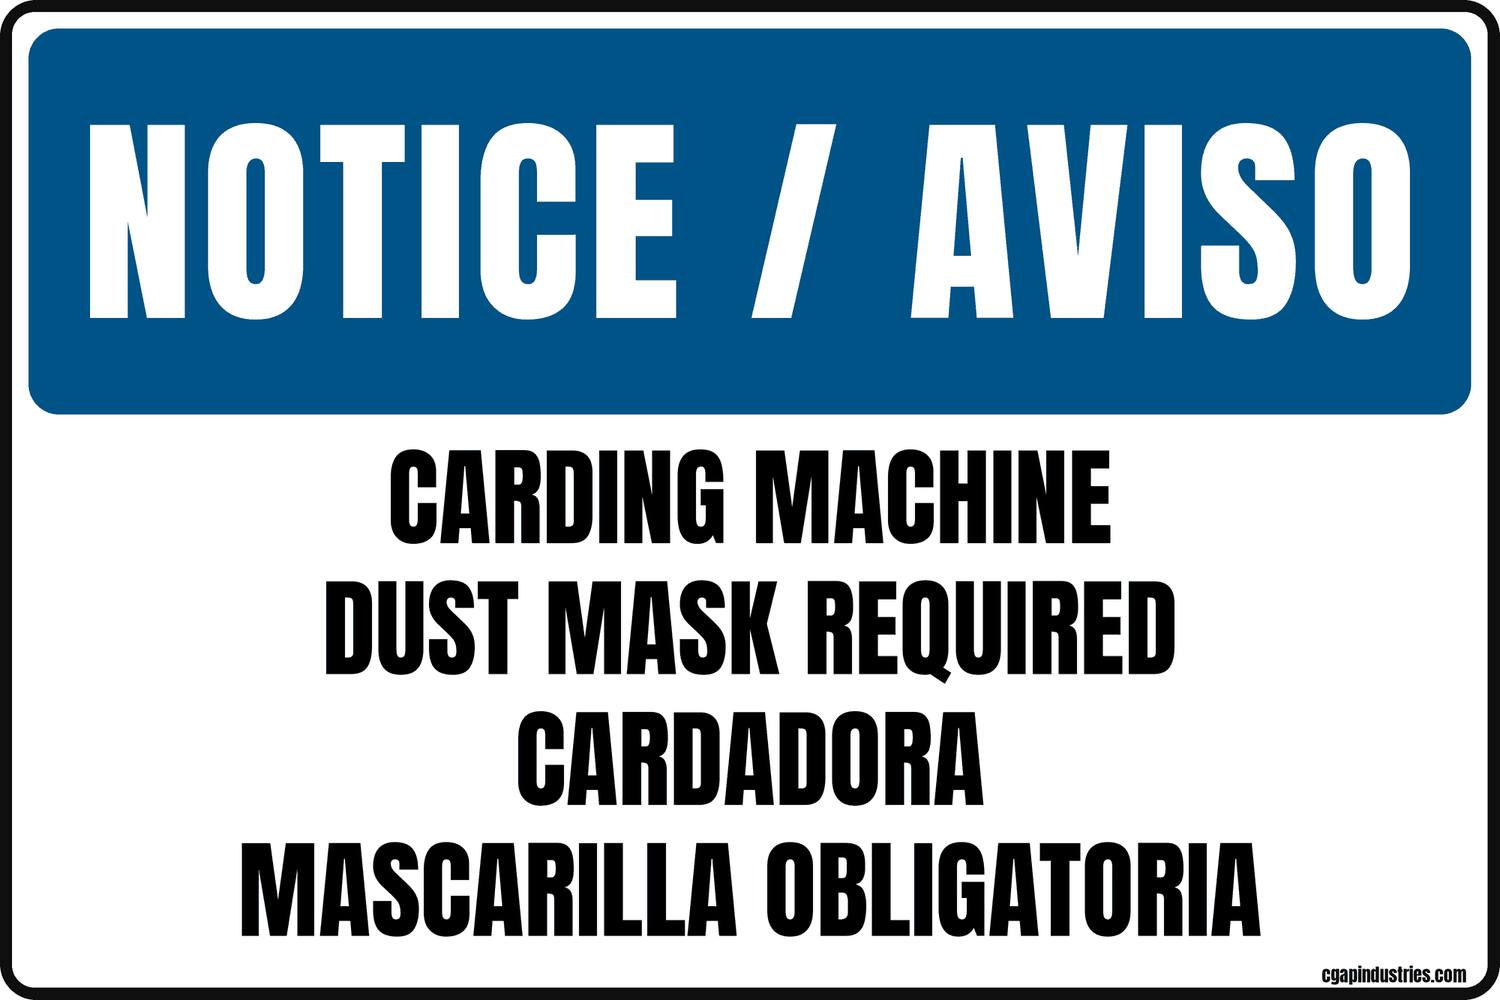 NOTICE / AVISO
CARDING MACHINE
DUST MASK REQUIRED
CARDADORA
MASCARILLA OBLIGATORIA
cgapindustries.com